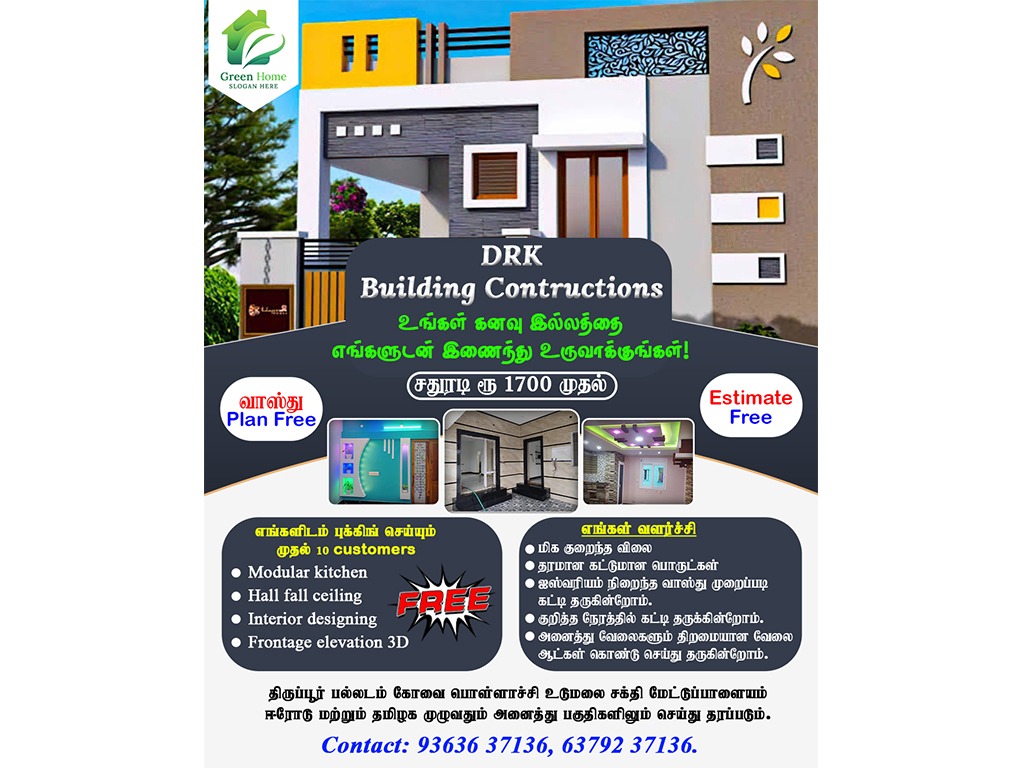 Green Home
SLOGAN HERE
DRK
Building Contructions
உங்கள் கனவு இல்லத்தை
எங்களுடன் இணைந்து உருவாக்குங்கள்!
சதுரடி ரூ 1700 முதல்
வாஸ்து
Plan Free
Estimate
Free
எங்களிடம் புக்கிங் செய்யும்
முதல் 10 customers
Modular kitchen
Hall fall ceiling
Interior designing
Frontage elevation 3D
FREE
எங்கள் வளர்ச்சி
மிக குறைந்த விலை
தரமான கட்டுமான பொருட்கள்
ஐஸ்வரியம் நிறைந்த வாஸ்து முறைப்படி
கட்டி தருகின்றோம்.
குறித்த நேரத்தில் கட்டி தருக்கின்றோம்.
அனைத்து வேலைகளும் திறமையான வேலை
ஆட்கள் கொண்டு செய்து தருகின்றோம்.
திருப்பூர் பல்லடம் கோவை பொள்ளாச்சி உடுமலை சக்தி மேட்டுப்பாளையம்
ஈரோடு மற்றும் தமிழக முழுவதும் அனைத்து பகுதிகளிலும் செய்து தரப்படும்.
Contact: 93636 37136, 63792 37136.